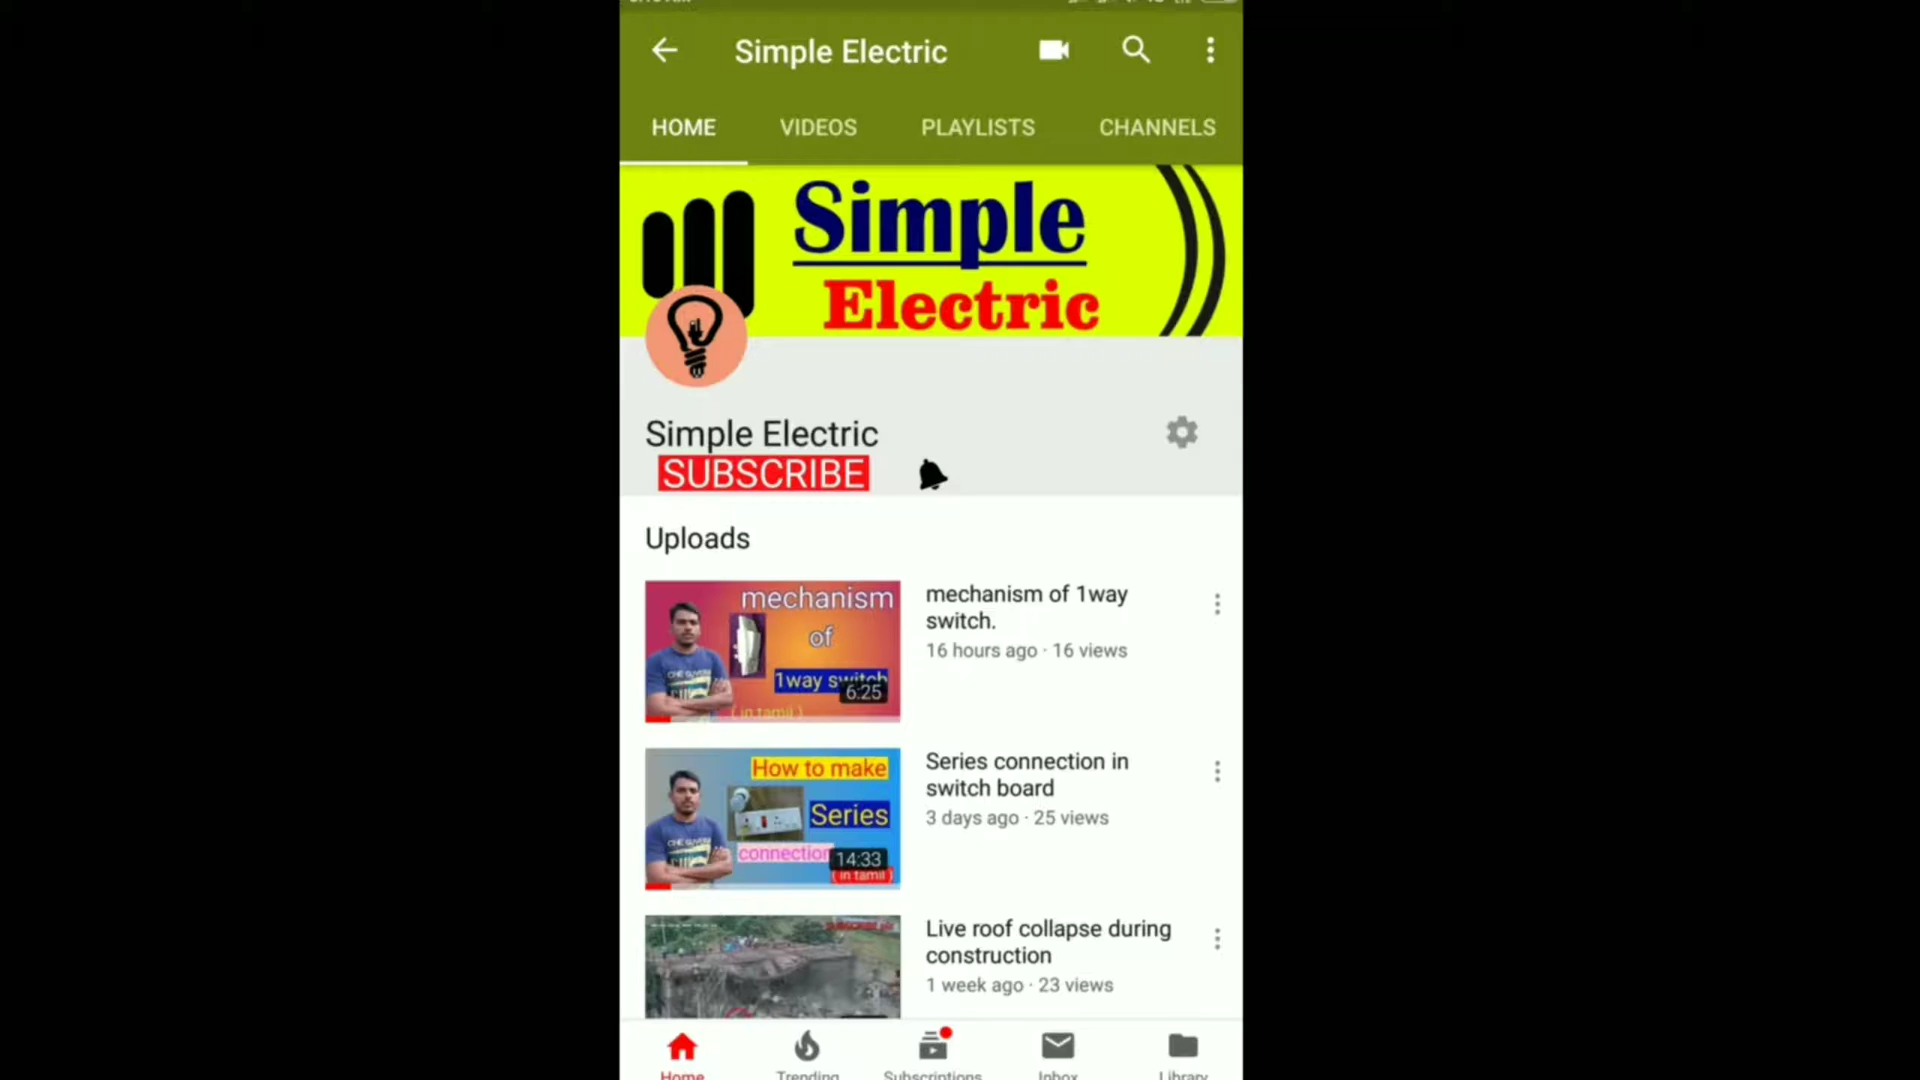 Simple Electric
HOME VIDEOS PLAYLISTS CHANNELS
Simple
Electric
Simple Electric
SUBSCRIBE
Uploads
mechanism
of
1way switch
6:25
( in tamil )
mechanism of 1way
switch.
16 hours ago · 16 views
How to make
Series
connection
14:33
( in tamil )
Series connection in
switch board
3 days ago · 25 views
Live roof collapse during
construction
1 week ago · 23 views
Home Trending Subscriptions Inbox Library